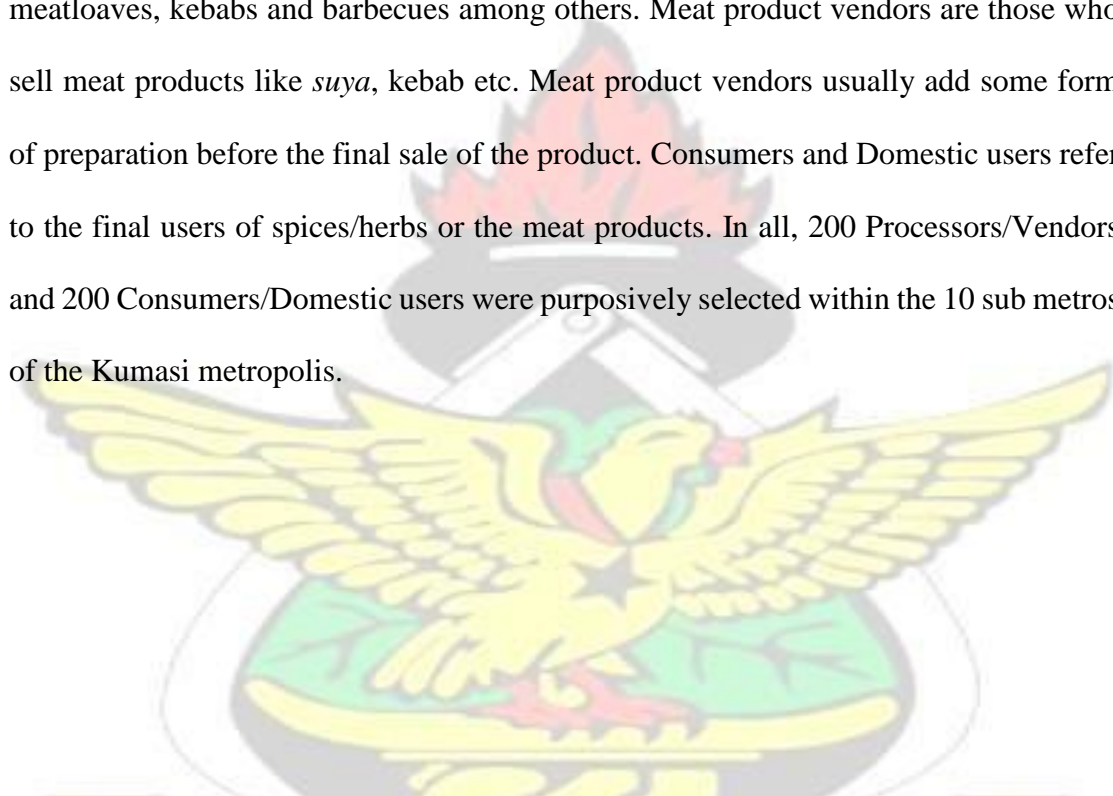 meatloaves, kebabs and barbecues among others. Meat product vendors are those who
sell meat products like suya, kebab etc. Meat product vendors usually add some form
of preparation before the final sale of the product. Consumers and Domestic users refer
to the final users of spices/herbs or the meat products. In all, 200 Processors/Vendors
and 200 Consumers/Domestic users were purposively selected within the 10 sub metros
of the Kumasi metropolis.